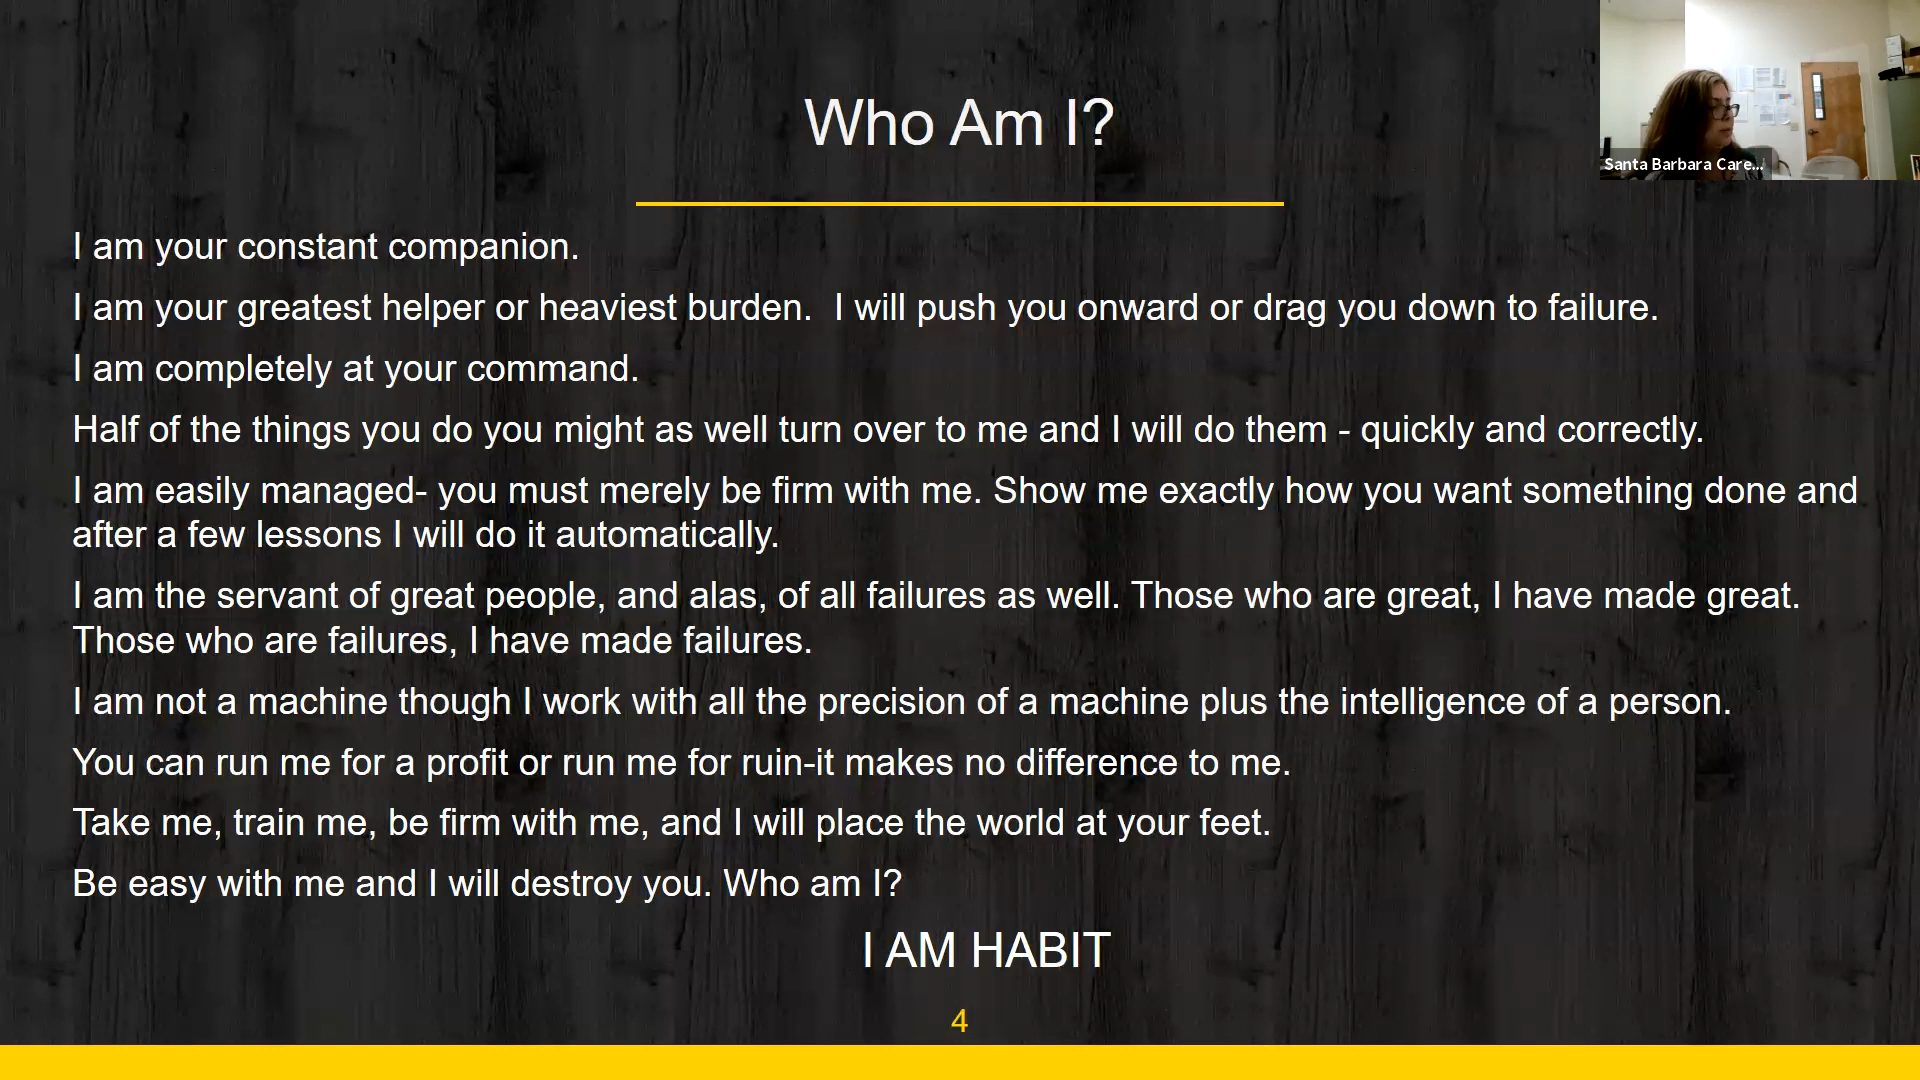 Who Am I?
Santa Barbara Care...
I am your constant companion.
I am your greatest helper or heaviest burden.  I will push you onward or drag you down to failure.
I am completely at your command.
Half of the things you do you might as well turn over to me and I will do them - quickly and correctly.
I am easily managed- you must merely be firm with me. Show me exactly how you want something done and
after a few lessons I will do it automatically.
I am the servant of great people, and alas, of all failures as well. Those who are great, I have made great.
Those who are failures, I have made failures.
I am not a machine though I work with all the precision of a machine plus the intelligence of a person.
You can run me for a profit or run me for ruin-it makes no difference to me.
Take me, train me, be firm with me, and I will place the world at your feet.
Be easy with me and I will destroy you. Who am I?
I AM HABIT
4